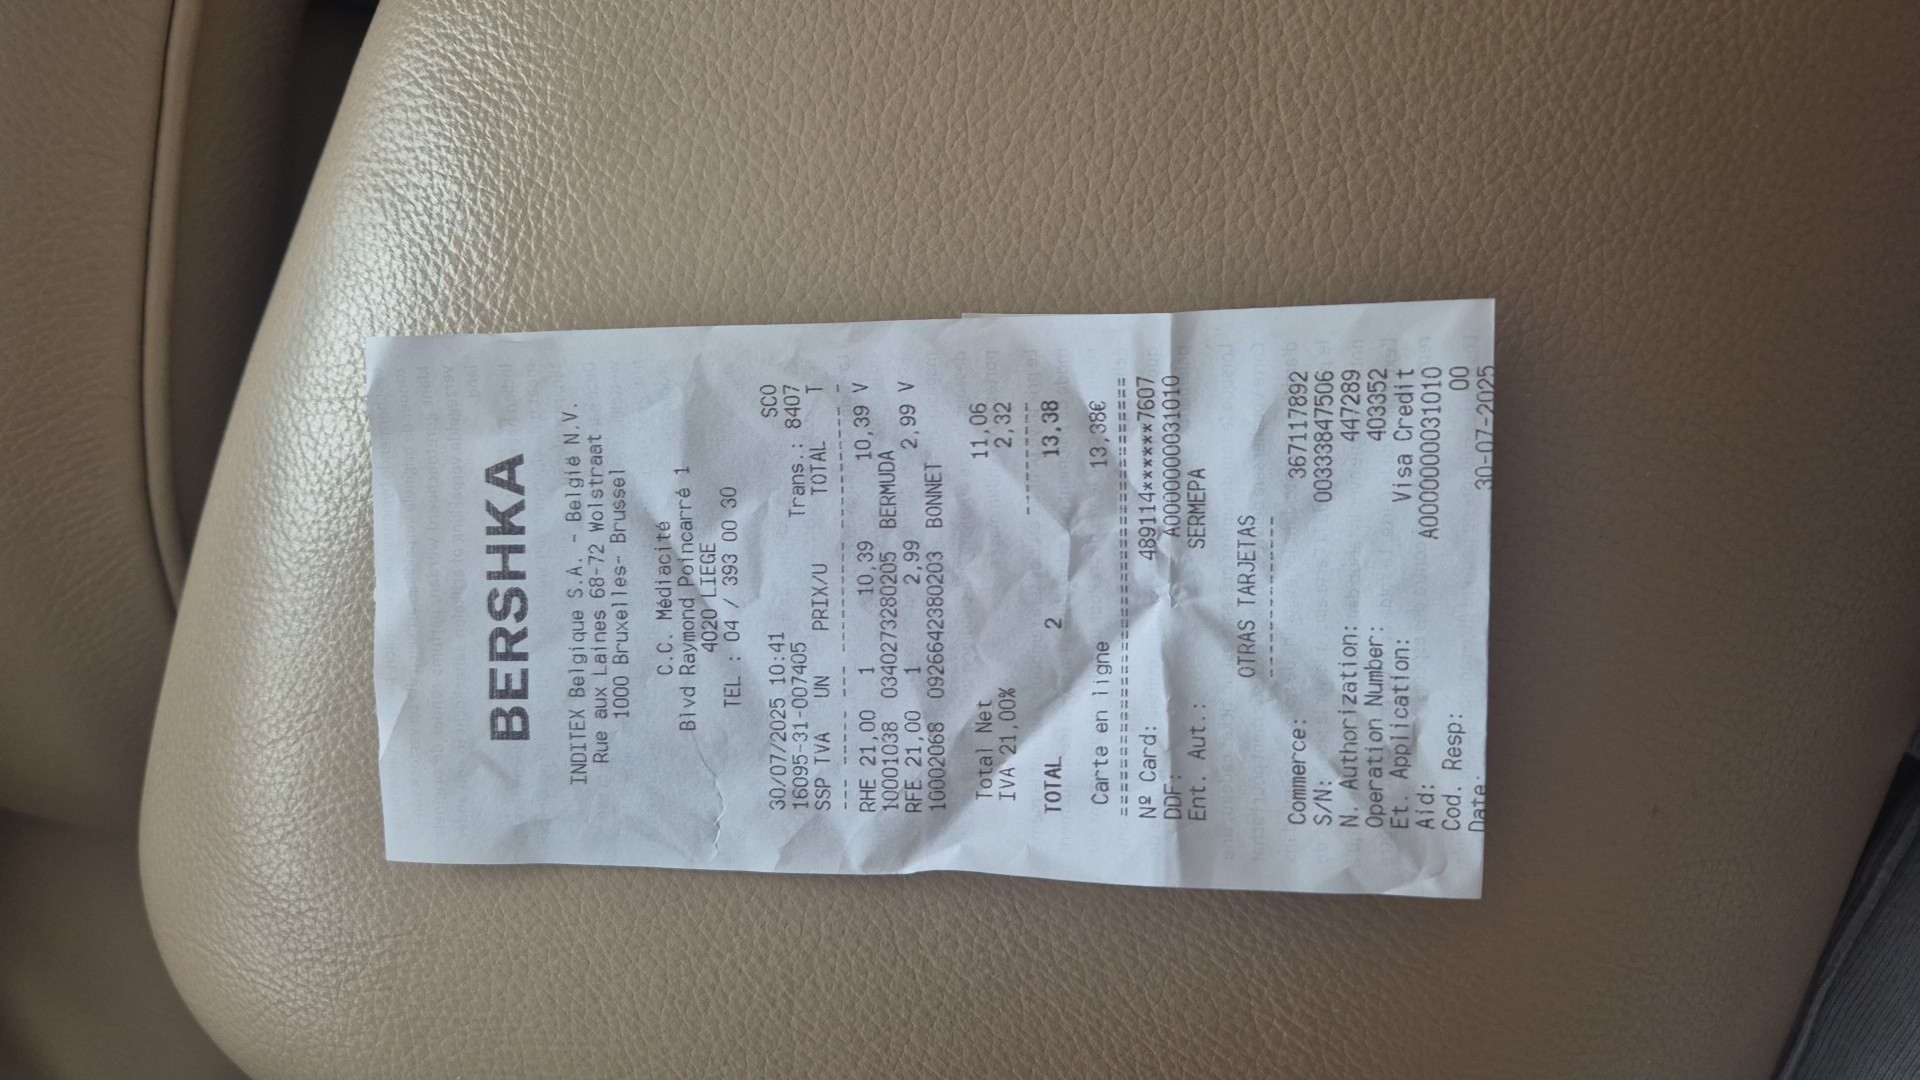 BERSHKA
INDITEX Belgique S.A. - België N.V.
Rue aux Laines 68-72 Wolstraat
1000 Bruxelles- Brussel
C.C. Médiacité
Blvd Raymond Poincarré 1
4020 LIEGE
TEL : 04 / 393 00 30
30/07/2025 10:41 SCO
16095-31-007405 Trans.: 8407
SSP TVA UN PRIX/U TOTAL T
--- ----- --- ------------ ------------ -
RHE 21,00 1 10,39 10,39 V
10001038 03402732802​05 BERMUDA
RFE 21,00 1 2,99 2,99 V
10002068 0926642380203 BONNET
Total Net 11,06
IVA 21,00% 2,32
-----------
TOTAL 2 13,38
Carte en ligne 13,38€
========================================
Nº Card: 489114*******7607
DDF: A0000000031010
Ent. Aut.: SERMEPA
OTRAS TARJETAS
----------------
Commerce: 367117892
S/N: 00333847506
N. Authorization: 447289
Operation Number: 403352
Et. Application: Visa Credit
Aid: A0000000031010
Cod. Resp: 00
Date. 30-07-2025